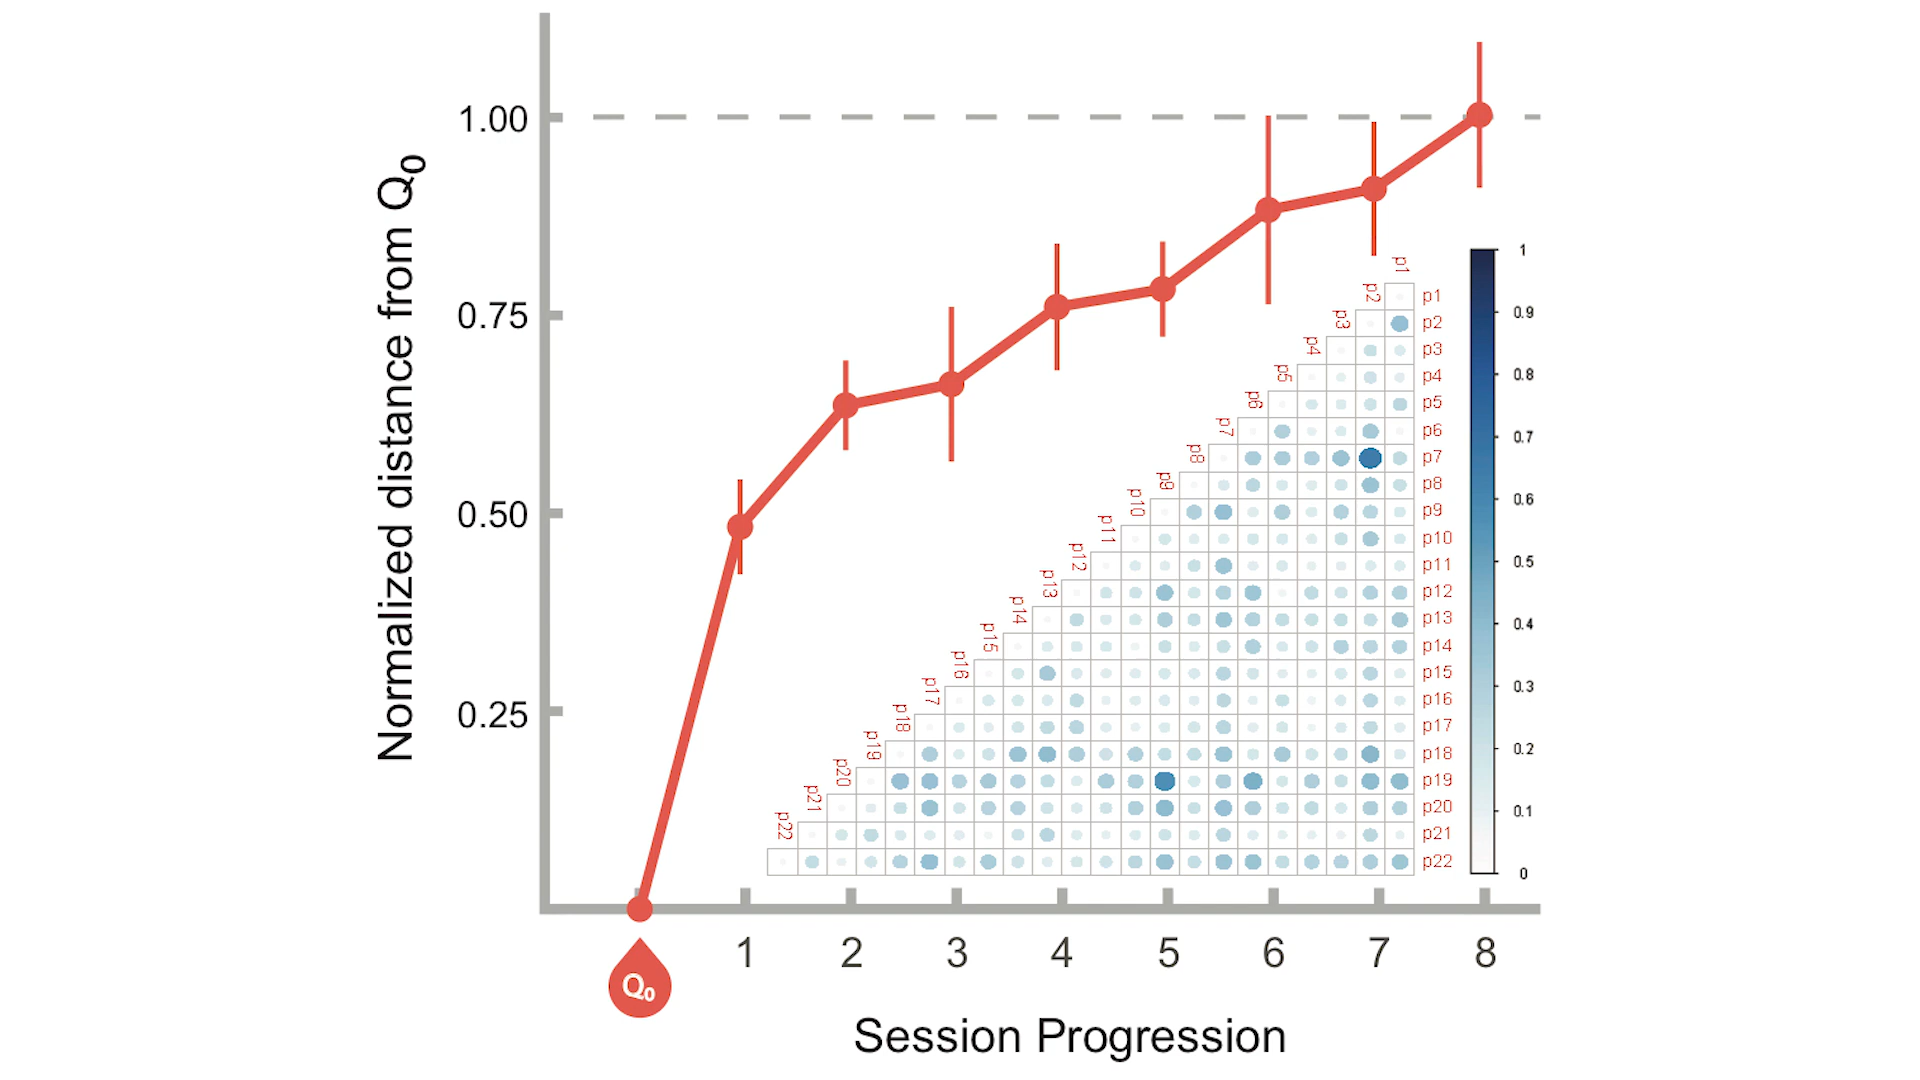 Normalized distance from Q0
1.00
0.75
0.50
0.25
Q0
1 2 3 4 5 6 7 8
Session Progression
p1
p2
p3
p4
p5
p6
p7
p8
p9
p10
p11
p12
p13
p14
p15
p16
p17
p18
p19
p20
p21
p22
p1
p2
p3
p4
p5
p6
p7
p8
p9
p10
p11
p12
p13
p14
p15
p16
p17
p18
p19
p20
p21
p22
1
0.9
0.8
0.7
0.6
0.5
0.4
0.3
0.2
0.1
0